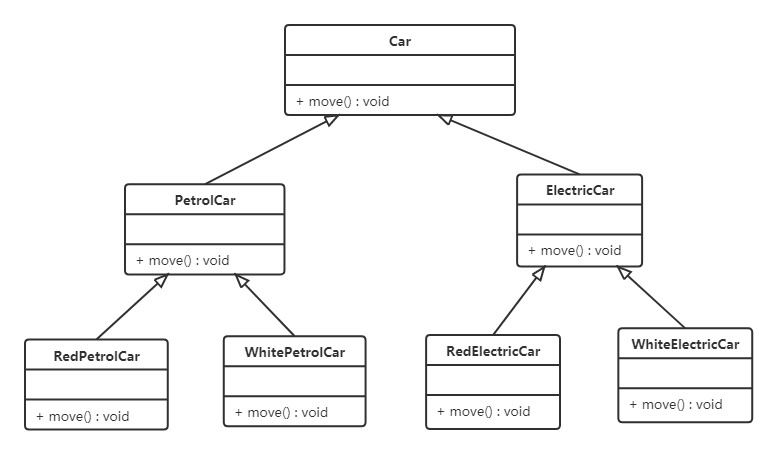 Car
+ move() : void
PetrolCar
+ move() : void
ElectricCar
+ move() : void
RedPetrolCar
+ move() : void
WhitePetrolCar
+ move() : void
RedElectricCar
+ move() : void
WhiteElectricCar
+ move() : void